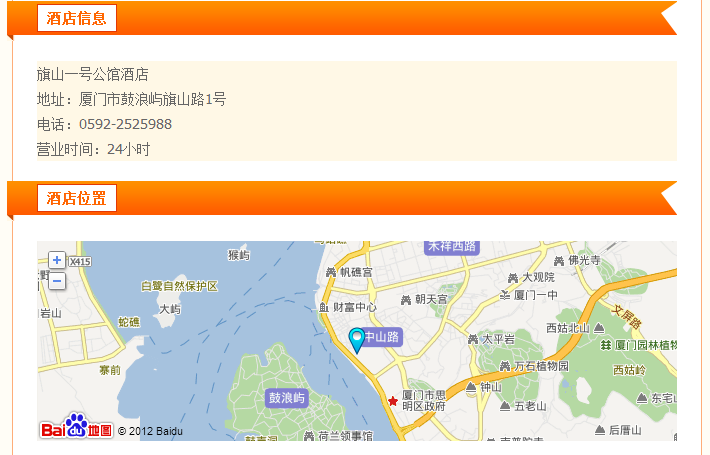 酒店信息
旗山一号公馆酒店
地址：厦门市鼓浪屿旗山路1号
电话：0592-2525988
营业时间：24小时
酒店位置
禾祥西路
猴屿
X415
佛光寺
帆礁宫
大观院
白鹭自然保护区
厦门一中
朝天宫
财富中心
大屿
文屏路
岩山
蛇礁
西姑北山
中山路
太平岩
厦门园林植物
寨前
万石植物园
西姑岭
钟山
鼓浪屿
厦门市思
明区政府
东宅
五老山
后厝山
Bai du 地图 © 2012 Baidu
荷兰领事馆